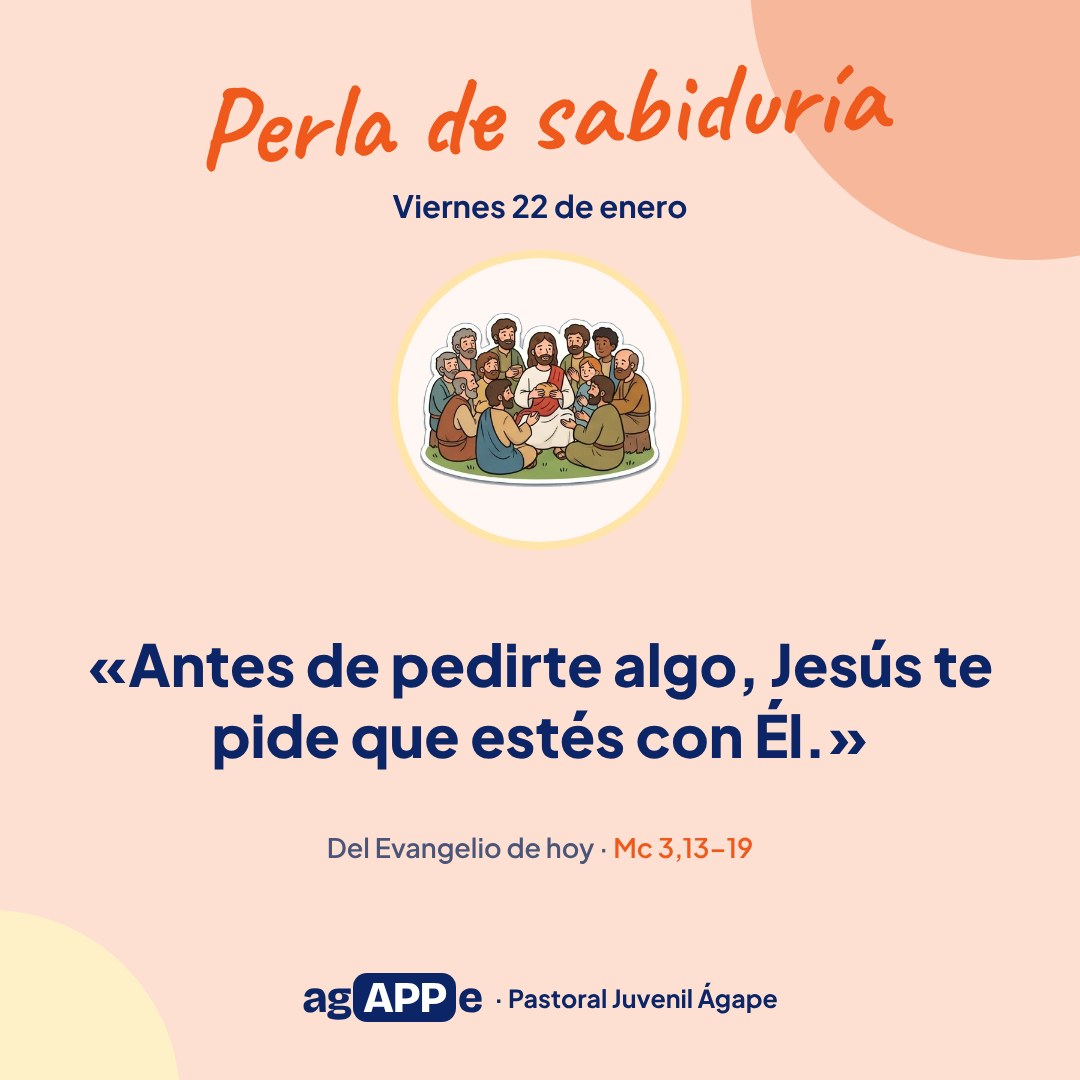 Perla de sabiduría
Viernes 22 de enero
«Antes de pedirte algo, Jesús te
pide que estés con Él.»
Del Evangelio de hoy · Mc 3,13–19
agAPPe · Pastoral Juvenil Ágape